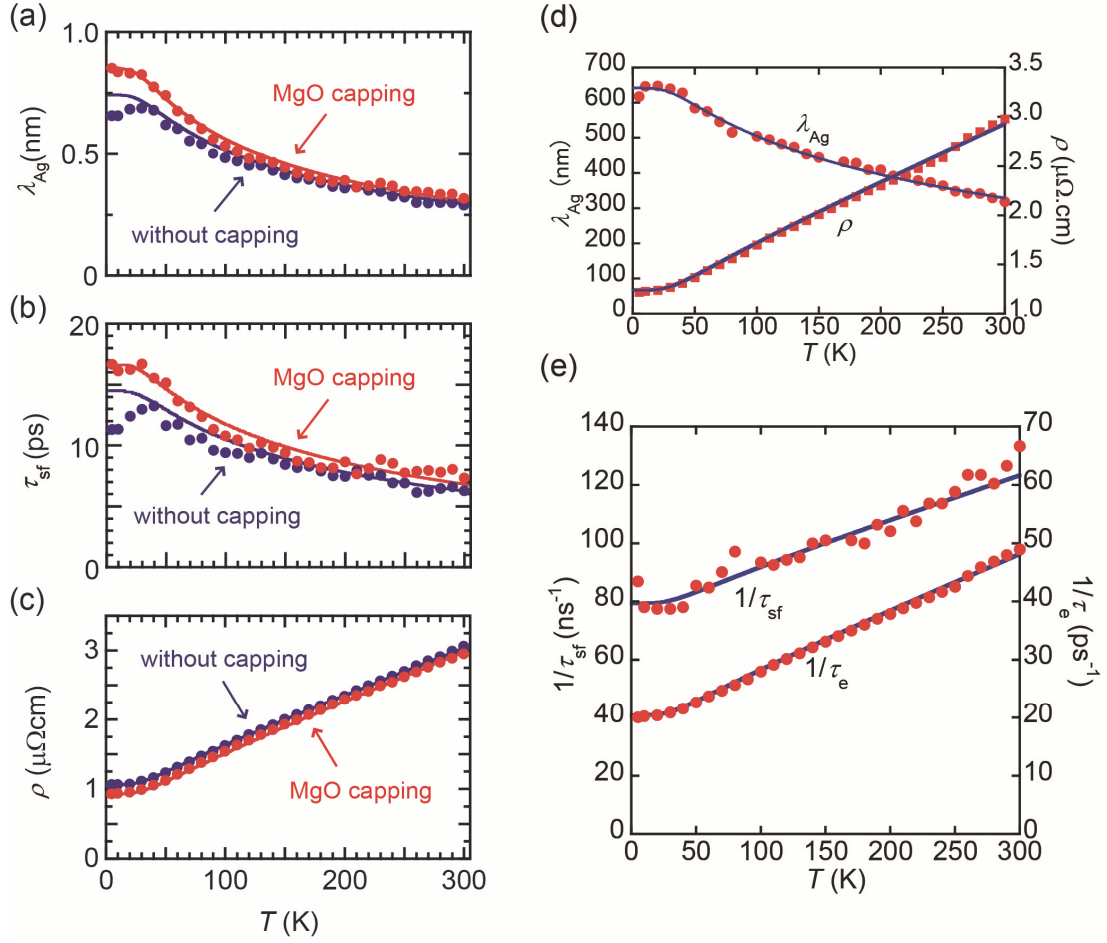 (a)
1.0
0.5
0
λAg(nm)
MgO capping
without capping
(b)
20
10
0
τsf (ps)
MgO capping
without capping
(c)
3
2
1
0
ρ (μΩcm)
without capping
MgO capping
0 100 200 300
T (K)
(d)
700
600
500
400
300
200
100
0
λAg (nm)
3.5
3.0
2.5
2.0
1.5
1.0
ρ (μΩ.cm)
λAg
ρ
0 50 100 150 200 250 300
T (K)
(e)
140
120
100
80
60
40
20
0
1/τsf (ns-1)
70
60
50
40
30
20
10
0
1/τe (ps-1)
1/τsf
1/τe
0 50 100 150 200 250 300
T (K)